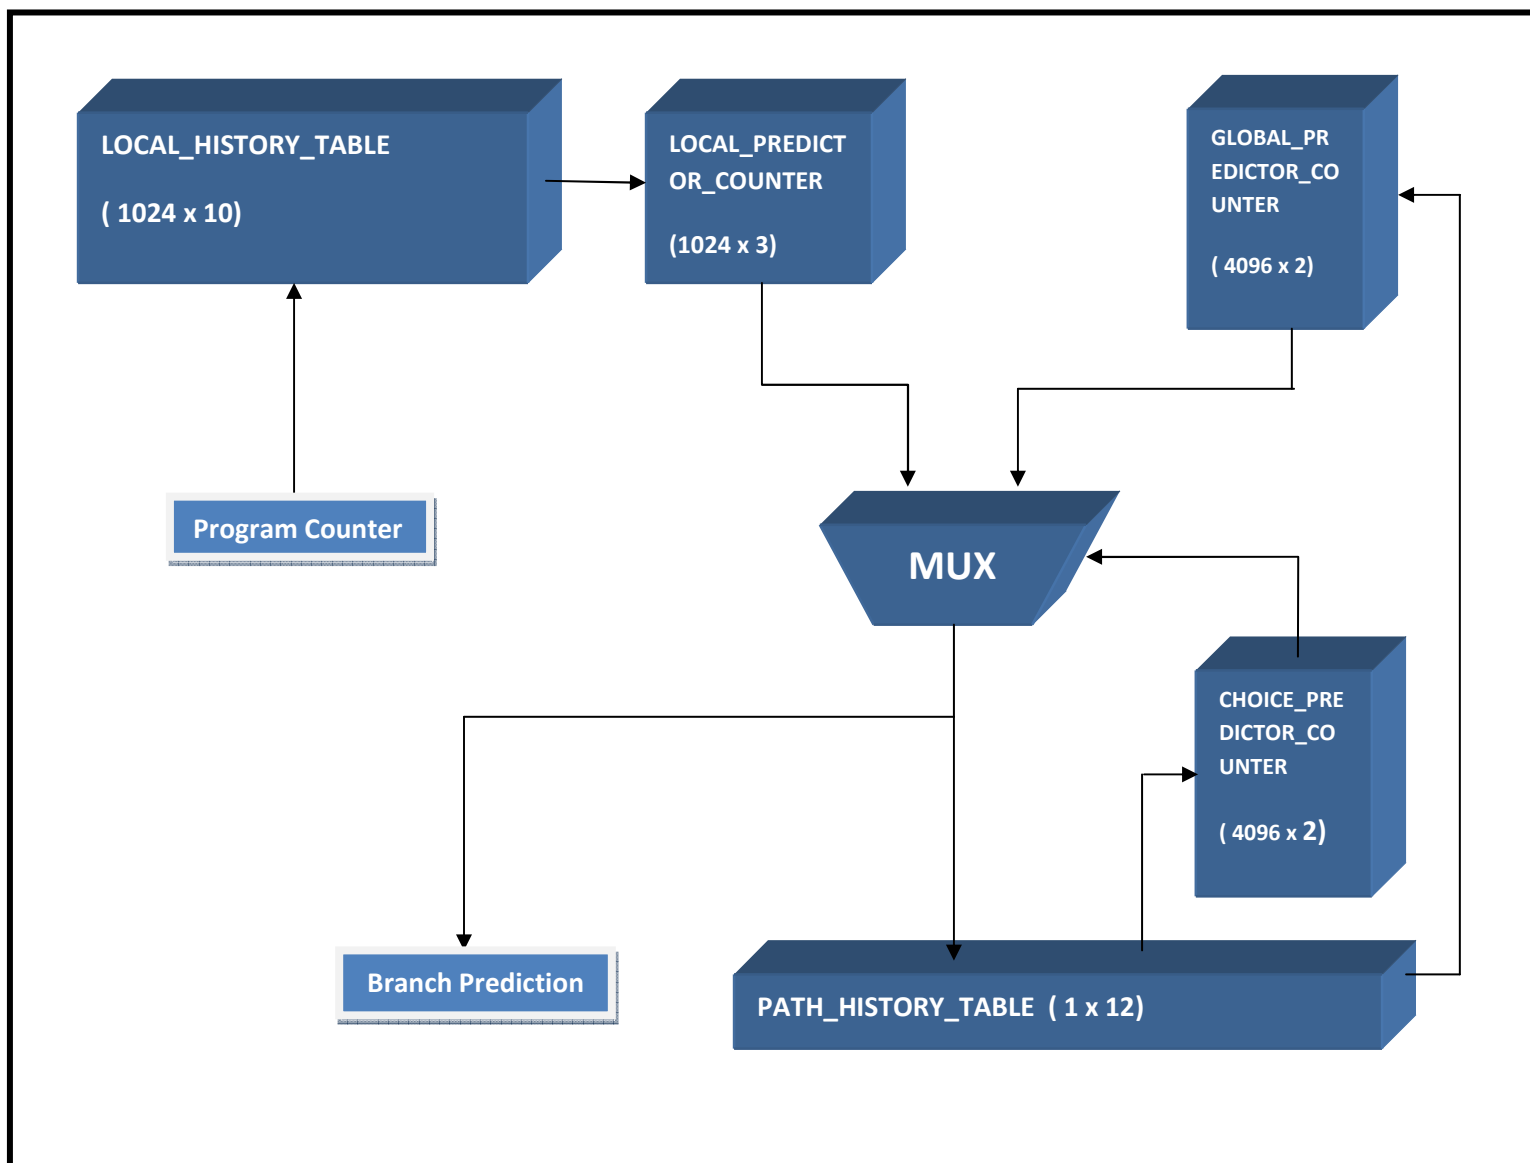 LOCAL_HISTORY_TABLE
( 1024 x 10)
LOCAL_PREDICT
OR_COUNTER
(1024 x 3)
GLOBAL_PR
EDICTOR_CO
UNTER
( 4096 x 2)
Program Counter
MUX
CHOICE_PRE
DICTOR_CO
UNTER
( 4096 x 2)
Branch Prediction
PATH_HISTORY_TABLE ( 1 x 12)